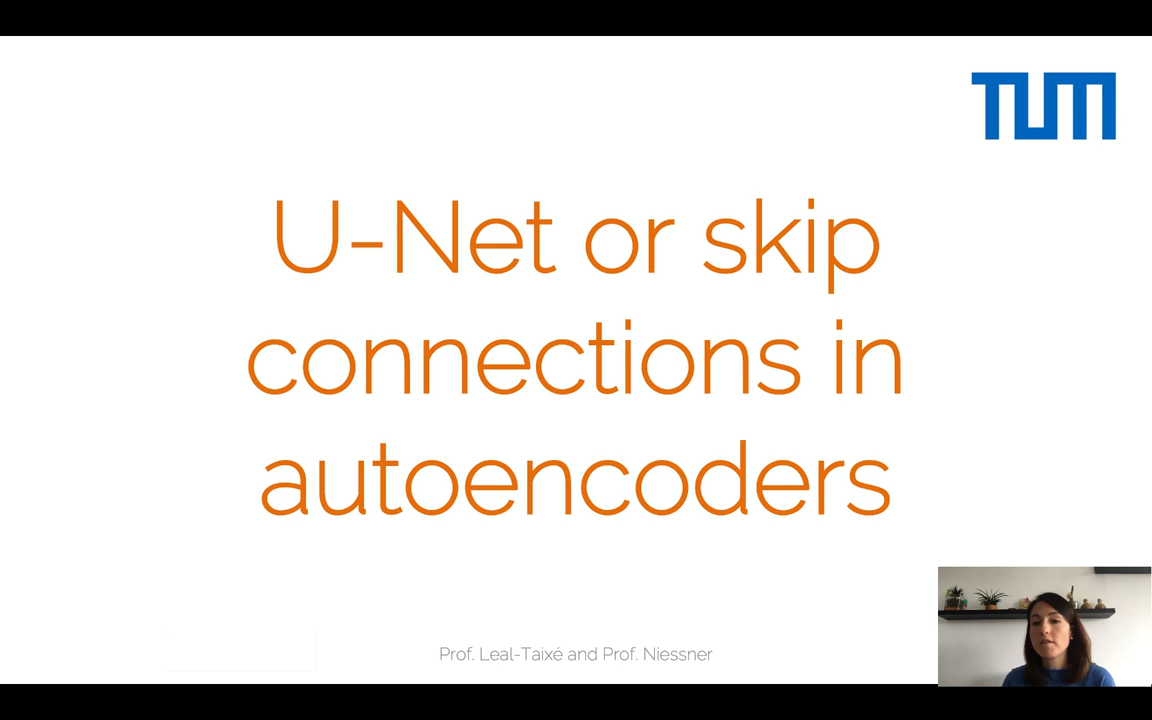 TUM
U-Net or skip
connections in
autoencoders
Prof. Leal-Taixé and Prof. Niessner